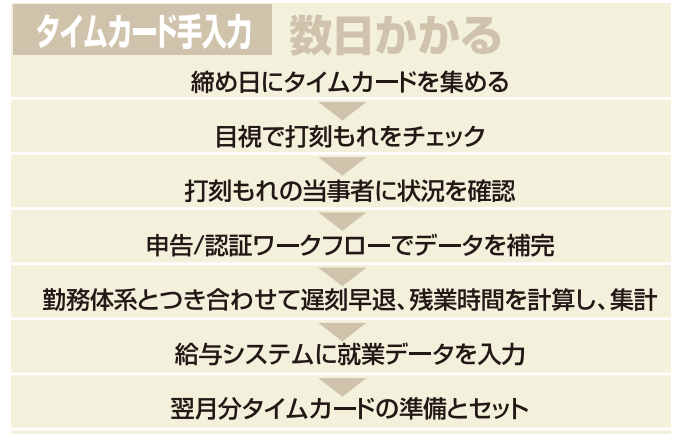 タイムカード手入力 数日かかる
締め日にタイムカードを集める
目視で打刻もれをチェック
打刻もれの当事者に状況を確認
申告/認証ワークフローでデータを補完
勤務体系とつき合わせて遅刻早退、残業時間を計算し、集計
給与システムに就業データを入力
翌月分タイムカードの準備とセット